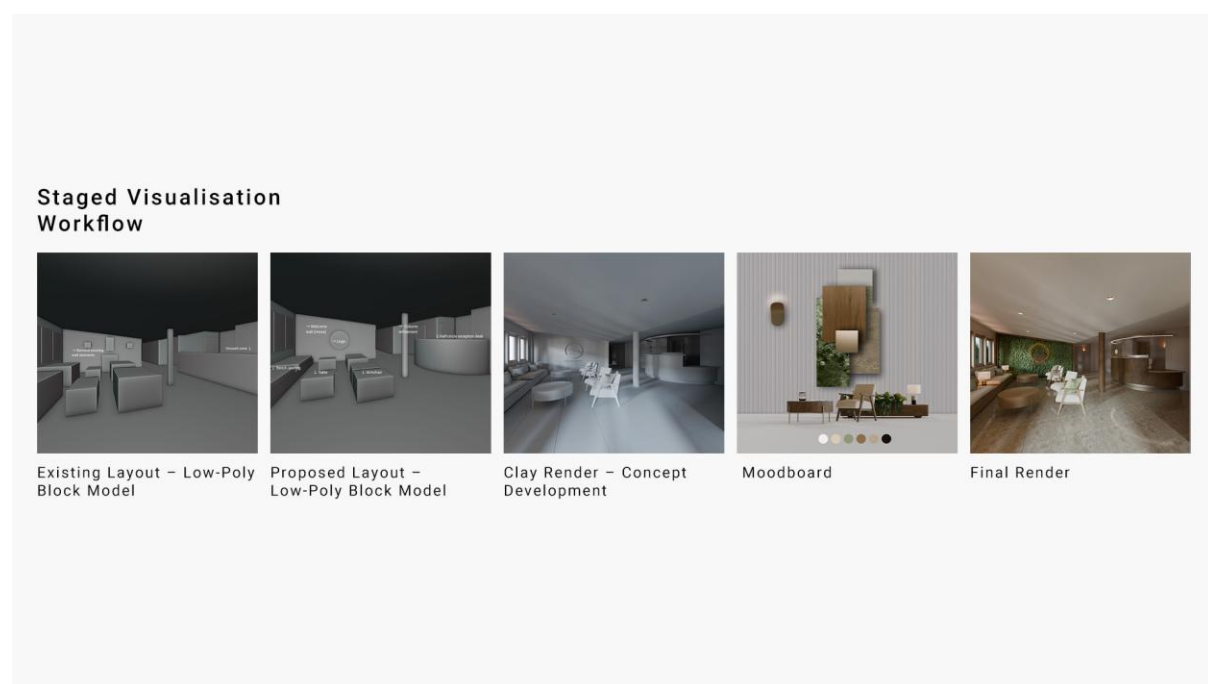 Staged Visualisation
Workflow
Existing Layout – Low-Poly
Block Model
Proposed Layout –
Low-Poly Block Model
Clay Render – Concept
Development
Moodboard
Final Render